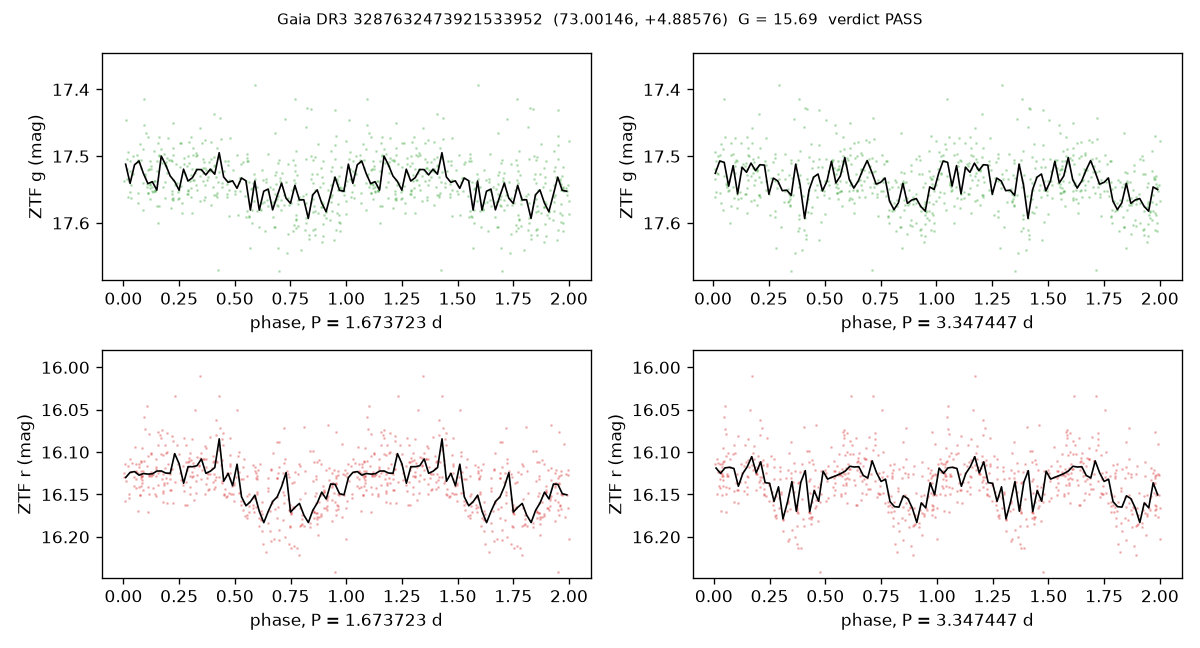 Gaia DR3 3287632473921533952 (73.00146, +4.88576) G = 15.69 verdict PASS
ZTF g (mag)
17.4
17.5
17.6
0.00 0.25 0.50 0.75 1.00 1.25 1.50 1.75 2.00
phase, P = 1.673723 d
ZTF g (mag)
17.4
17.5
17.6
0.00 0.25 0.50 0.75 1.00 1.25 1.50 1.75 2.00
phase, P = 3.347447 d
ZTF r (mag)
16.00
16.05
16.10
16.15
16.20
0.00 0.25 0.50 0.75 1.00 1.25 1.50 1.75 2.00
phase, P = 1.673723 d
ZTF r (mag)
16.00
16.05
16.10
16.15
16.20
0.00 0.25 0.50 0.75 1.00 1.25 1.50 1.75 2.00
phase, P = 3.347447 d